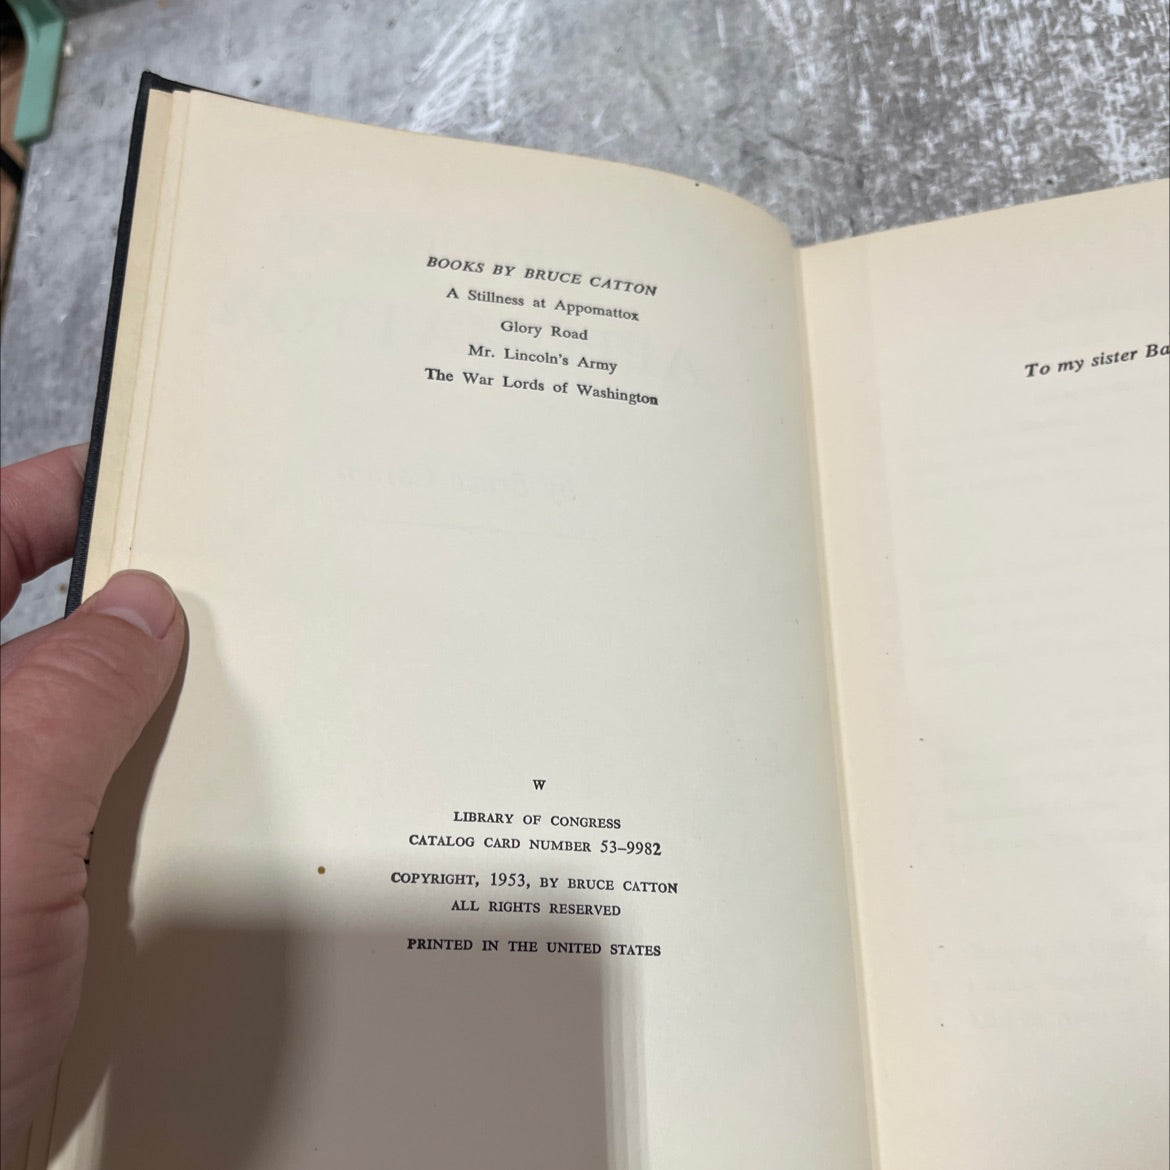 BOOKS BY BRUCE CATTON
A Stillness at Appomattox
Glory Road
Mr. Lincoln's Army
The War Lords of Washington
W
LIBRARY OF CONGRESS
CATALOG CARD NUMBER 53–9982
COPYRIGHT, 1953, BY BRUCE CATTON
ALL RIGHTS RESERVED
PRINTED IN THE UNITED STATES
To my sister Ba